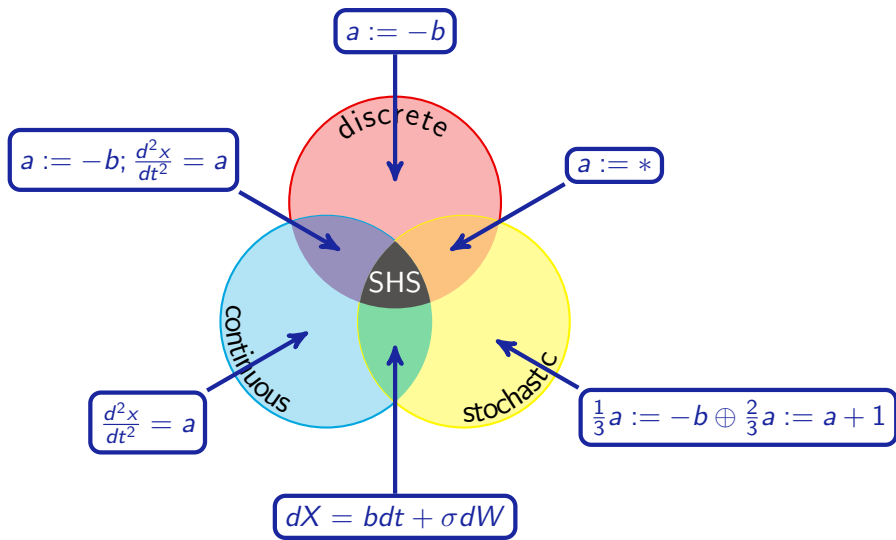 a := −b
discrete
a := −b; d²x/dt² = a
a := ∗
SHS
continuous
stochastic
d²x/dt² = a
1/3 a := −b ⊕ 2/3 a := a + 1
dX = bdt + σdW